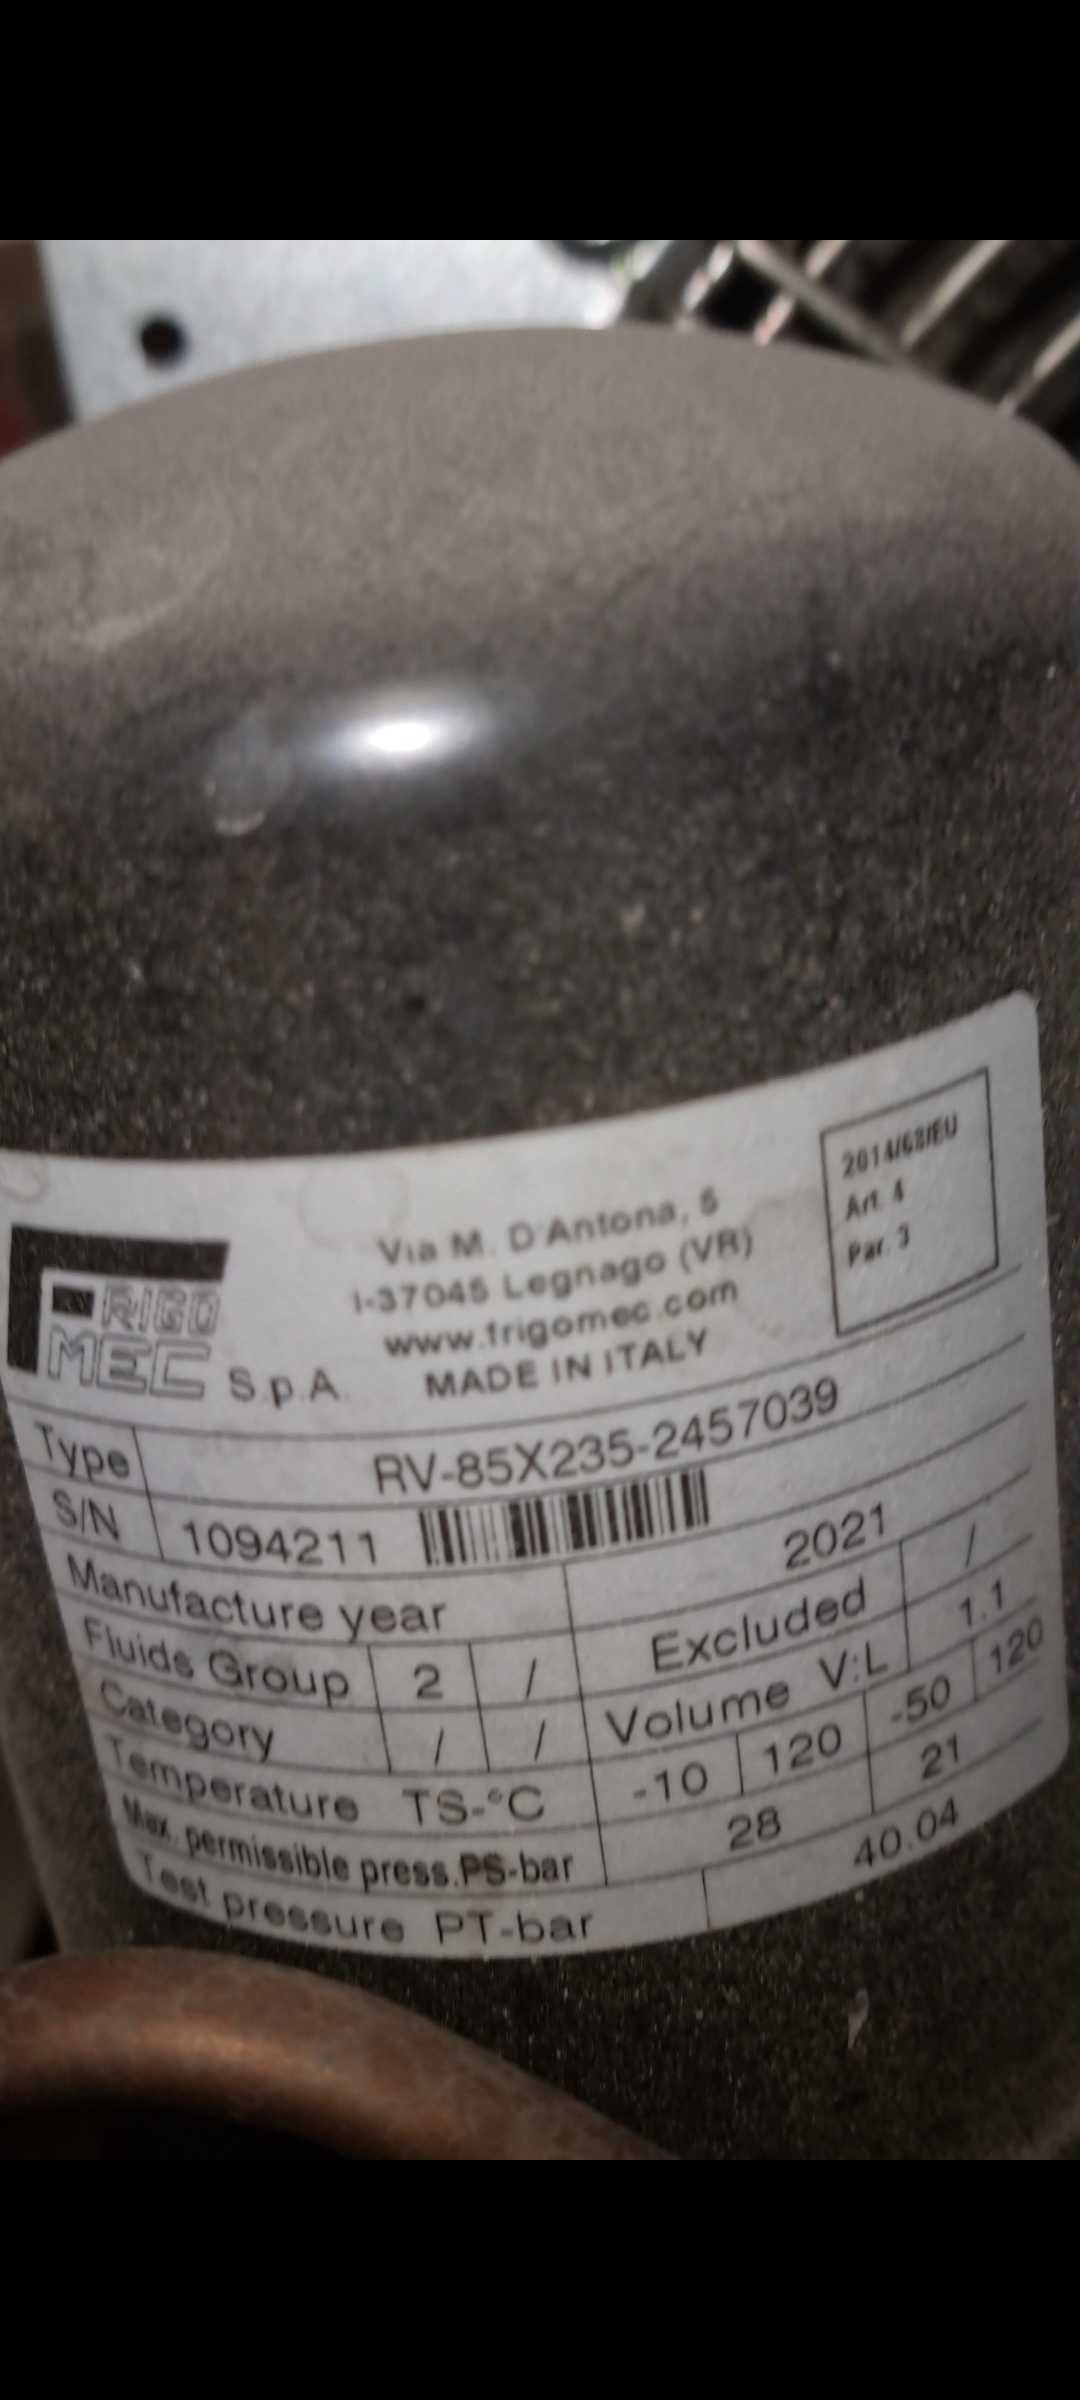 FRIGO
MEC S.p.A.
Via M. D'Antona, 5
I-37045 Legnago (VR)
www.frigomec.com
MADE IN ITALY
2014/68/EU
Art. 4
Par. 3
Type RV-85X235-2457039
S/N 1094211
Manufacture year 2021
Fluids Group 2 / Excluded /
Category / / Volume V:L 1.1
Temperature TS-°C -10 120 -50 120
Max. permissible press.PS-bar 28 21
Test pressure PT-bar 40.04